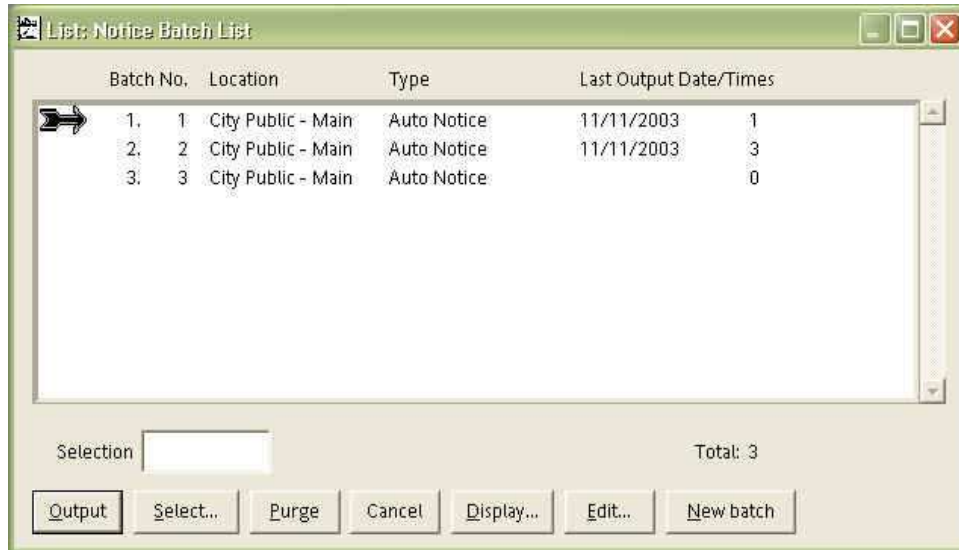 List: Notice Batch List
Batch No. Location Type Last Output Date/Times
1. 1 City Public - Main Auto Notice 11/11/2003 1
2. 2 City Public - Main Auto Notice 11/11/2003 3
3. 3 City Public - Main Auto Notice 0
Selection Total: 3
Output Select... Purge Cancel Display... Edit... New batch